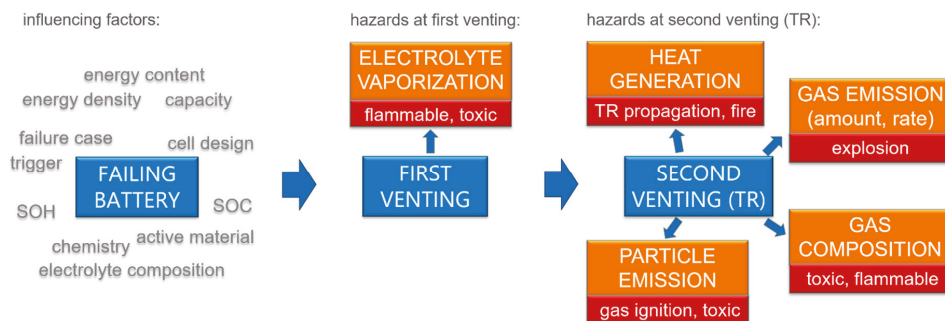 influencing factors:
energy content
energy density
capacity
failure case
trigger
cell design
FAILING
BATTERY
SOH
SOC
chemistry
active material
electrolyte composition
hazards at first venting:
ELECTROLYTE
VAPORIZATION
flammable, toxic
FIRST
VENTING
hazards at second venting (TR):
HEAT
GENERATION
TR propagation, fire
GAS EMISSION
(amount, rate)
explosion
SECOND
VENTING (TR)
PARTICLE
EMISSION
gas ignition, toxic
GAS
COMPOSITION
toxic, flammable